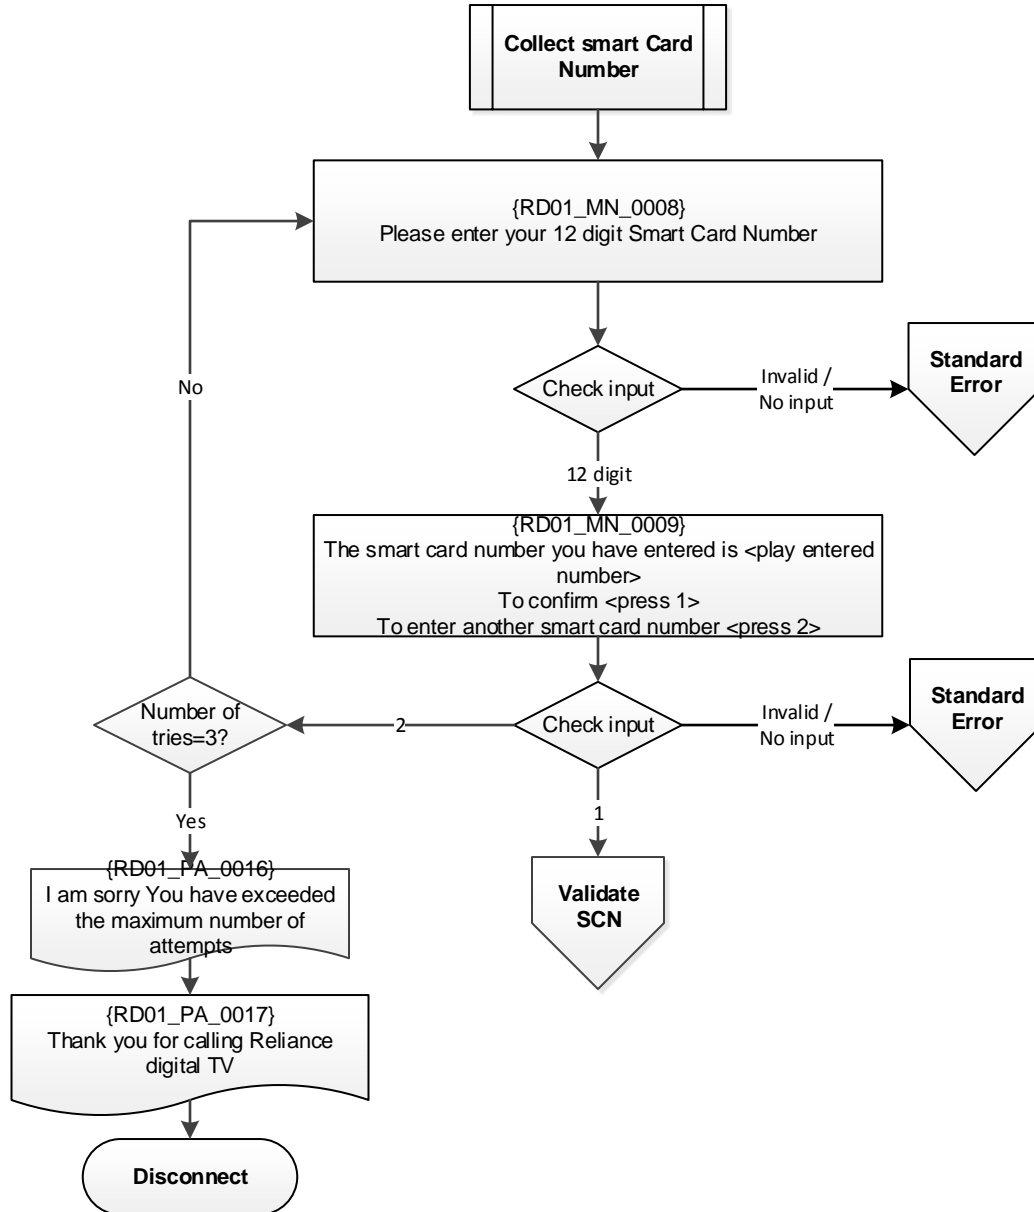 Collect smart Card
Number
{RD01_MN_0008}
Please enter your 12 digit Smart Card Number
No
Check input
Invalid /
No input
Standard
Error
12 digit
{RD01_MN_0009}
The smart card number you have entered is <play entered
number>
To confirm <press 1>
To enter another smart card number <press 2>
Number of
tries=3?
2
Check input
Invalid /
No input
Standard
Error
Yes
1
{RD01_PA_0016}
I am sorry You have exceeded
the maximum number of
attempts
Validate
SCN
{RD01_PA_0017}
Thank you for calling Reliance
digital TV
Disconnect